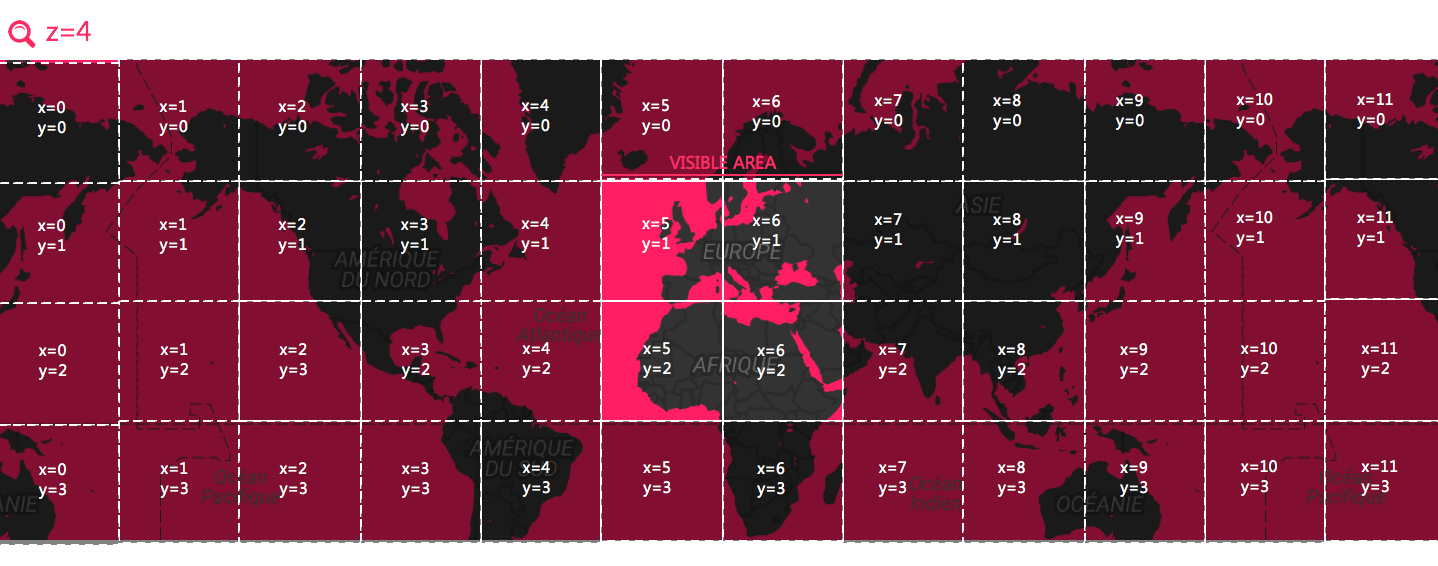 z=4
x=0
y=0
x=1
y=0
x=2
y=0
x=3
y=0
x=4
y=0
x=5
y=0
x=6
y=0
x=7
y=0
x=8
y=0
x=9
y=0
x=10
y=0
x=11
y=0
VISIBLE AREA
x=0
y=1
x=1
y=1
x=2
y=1
x=3
y=1
AMÉRIQUE
DU NORD
x=4
y=1
x=5
y=1
x=6
y=1
EUROPE
x=7
y=1
ASIE
x=8
y=1
x=9
y=1
x=10
y=1
x=11
y=1
x=0
y=2
x=1
y=2
x=2
y=3
x=3
y=2
Océan
Atlantique
x=4
y=2
x=5
y=2
AFRIQUE
x=6
y=2
x=7
y=2
x=8
y=2
x=9
y=2
x=10
y=2
x=11
y=2
x=0
y=3
ANIE
x=1
y=3
Océan
Pacifique
x=2
y=3
x=3
y=3
AMÉRIQUE
DU SUD
x=4
y=3
x=5
y=3
x=6
y=3
x=7
y=3
Océan
Indien
x=8
y=3
x=9
y=3
OCÉANIE
x=10
y=3
x=11
y=3
Océan
Pacifique